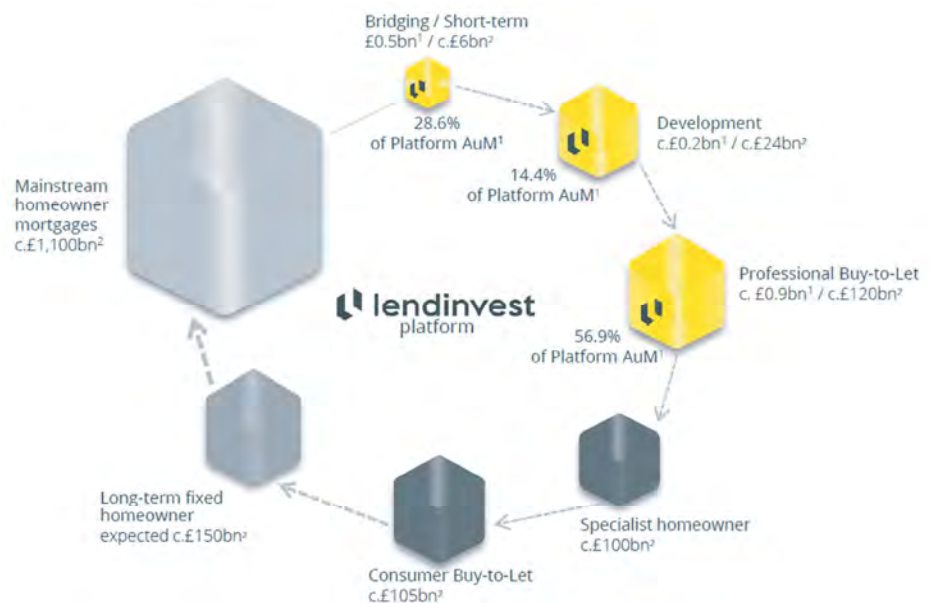 Bridging / Short-term
£0.5bn¹ / c.£6bn²
28.6%
of Platform AuM¹
Development
c.£0.2bn¹ / c.£24bn²
14.4%
of Platform AuM¹
Professional Buy-to-Let
c. £0.9bn¹ / c.£120bn²
56.9%
of Platform AuM¹
Specialist homeowner
c.£100bn²
Consumer Buy-to-Let
c.£105bn²
Long-term fixed
homeowner
expected c.£150bn²
Mainstream
homeowner
mortgages
c.£1,100bn²
lendinvest
platform